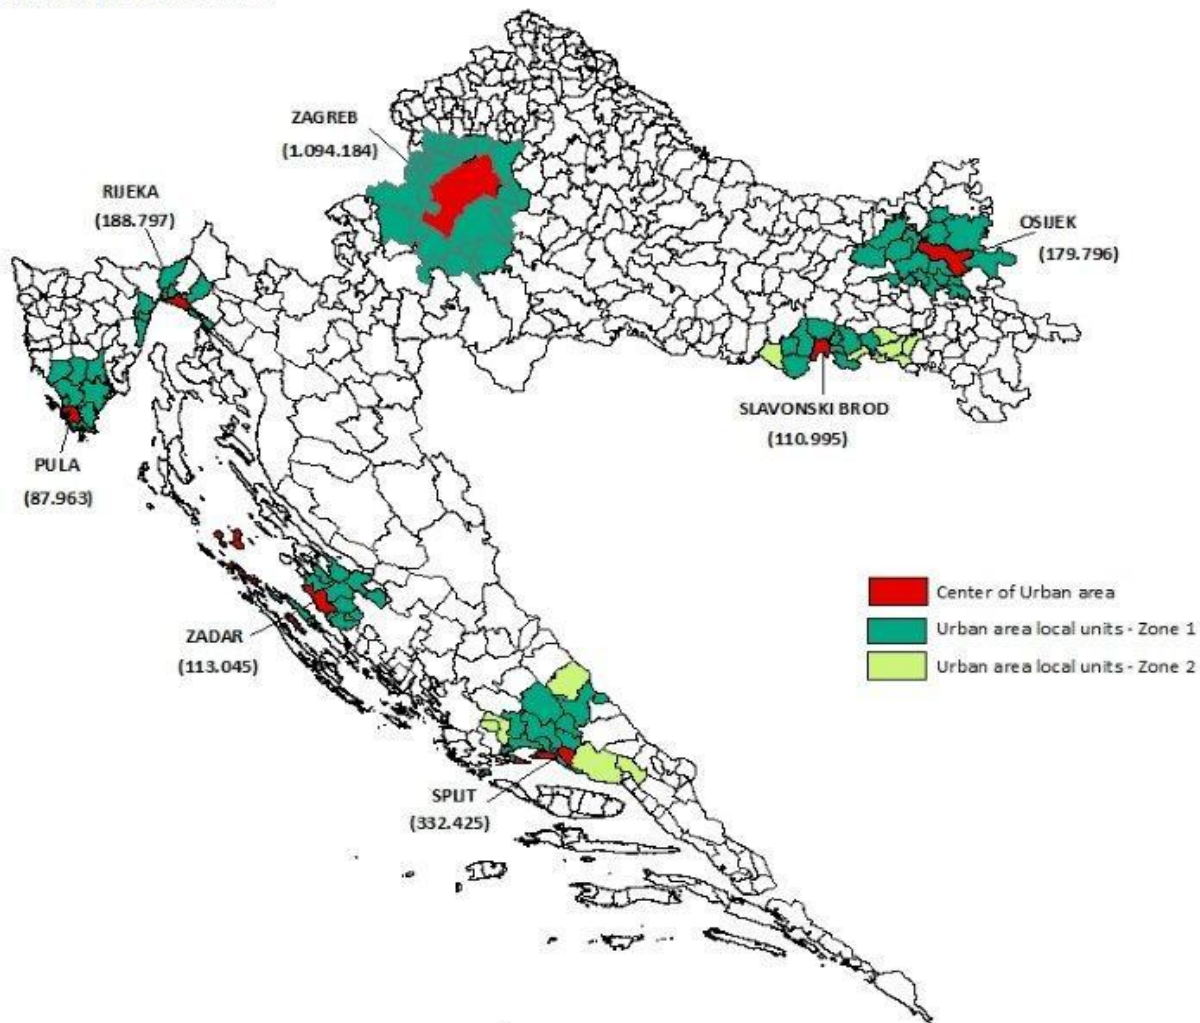 ZAGREB
(1.094.184)
RIJEKA
(188.797)
OSIJEK
(179.796)
SLAVONSKI BROD
(110.995)
PULA
(87.963)
Center of Urban area
Urban area local units - Zone 1
Urban area local units - Zone 2
ZADAR
(113.045)
SPLIT
(332.425)